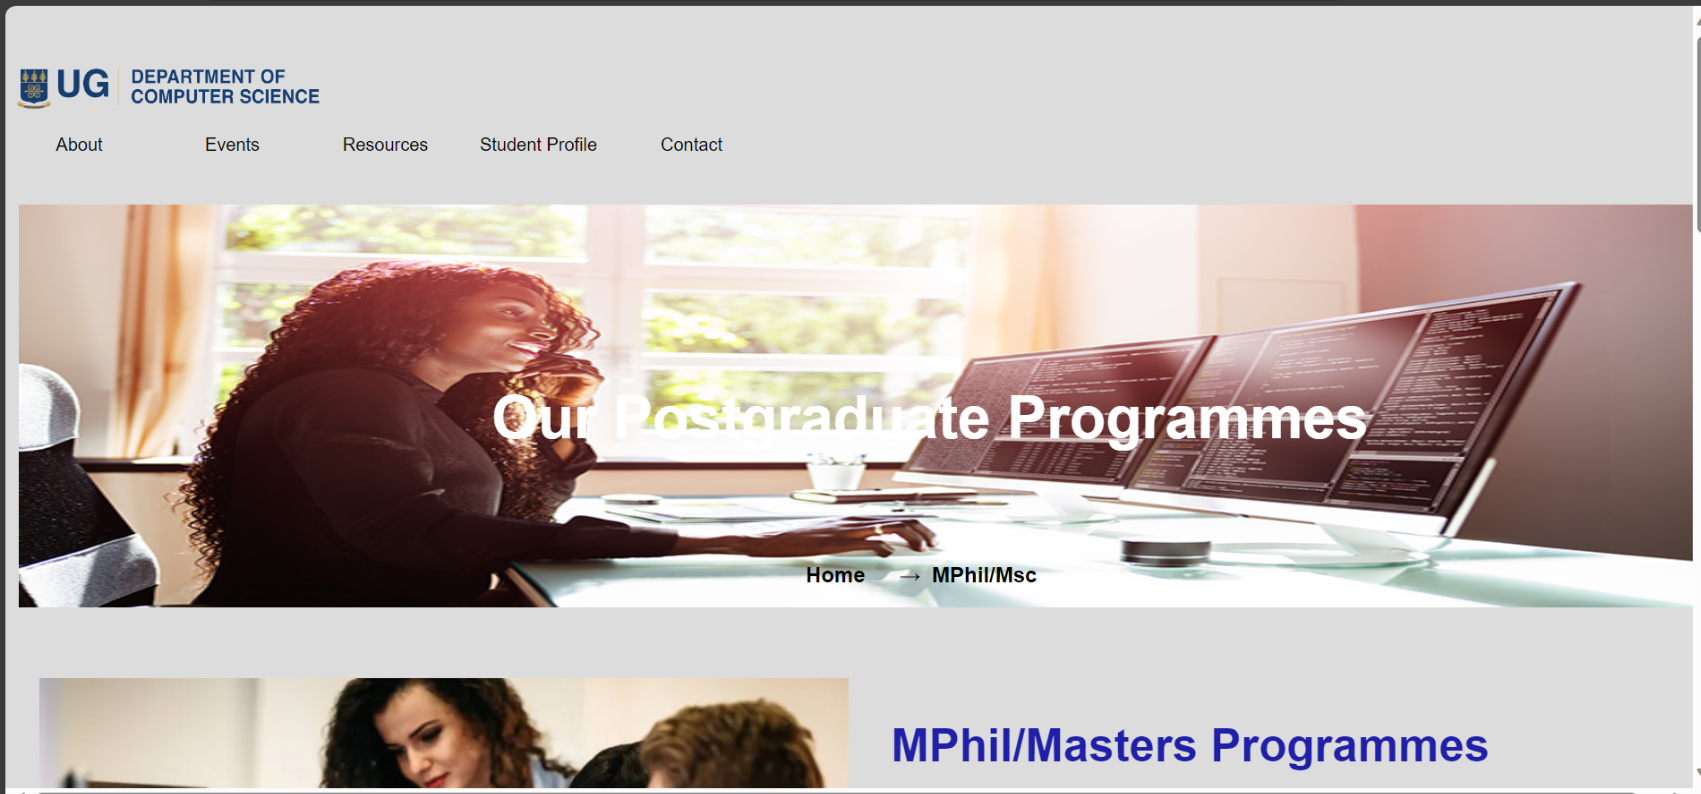 UG
DEPARTMENT OF
COMPUTER SCIENCE
About Events Resources Student Profile Contact
Our Postgraduate Programmes
Home → MPhil/Msc
MPhil/Masters Programmes